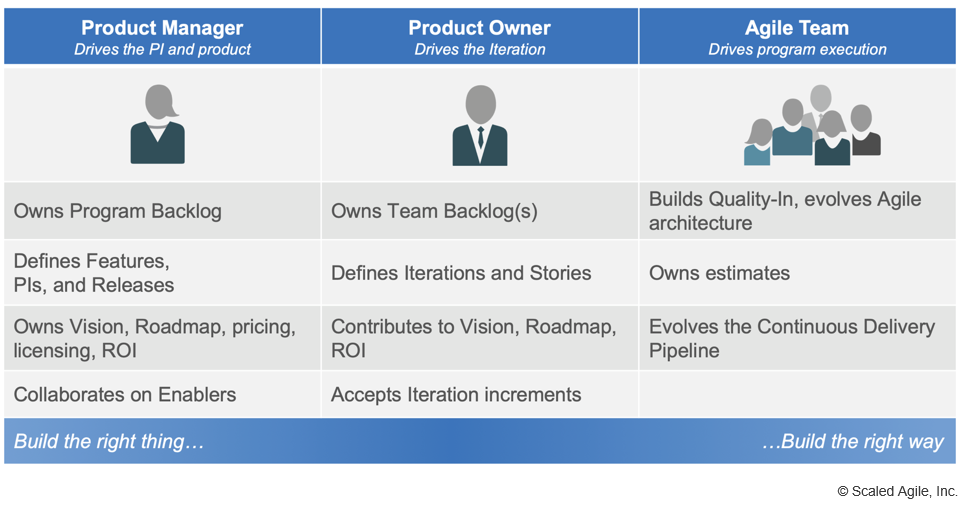 Product Manager
Drives the PI and product
Product Owner
Drives the Iteration
Agile Team
Drives program execution
Owns Program Backlog
Owns Team Backlog(s)
Builds Quality-In, evolves Agile
architecture
Defines Features,
PIs, and Releases
Defines Iterations and Stories
Owns estimates
Owns Vision, Roadmap, pricing,
licensing, ROI
Contributes to Vision, Roadmap,
ROI
Evolves the Continuous Delivery
Pipeline
Collaborates on Enablers
Accepts Iteration increments
Build the right thing…
…Build the right way
© Scaled Agile, Inc.